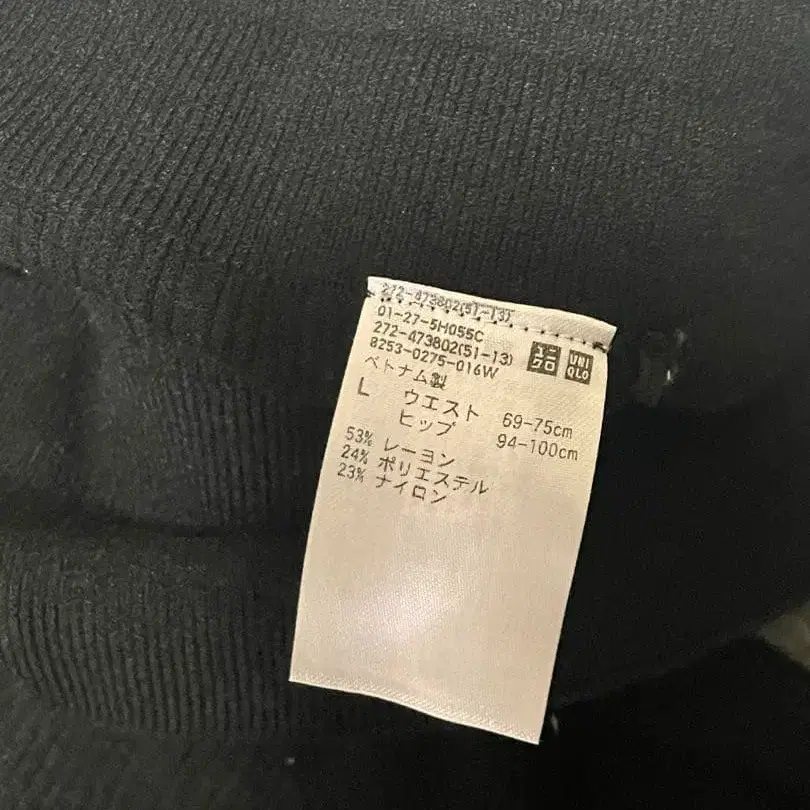 272-473802(51-13)
01-27-5H055C
272-473802(51-13)
8253-0275-016W
ユニ
クロ
UNI
QLO
ベトナム製
L ウエスト 69-75cm
ヒップ 94-100cm
53% レーヨン
24% ポリエステル
23% ナイロン